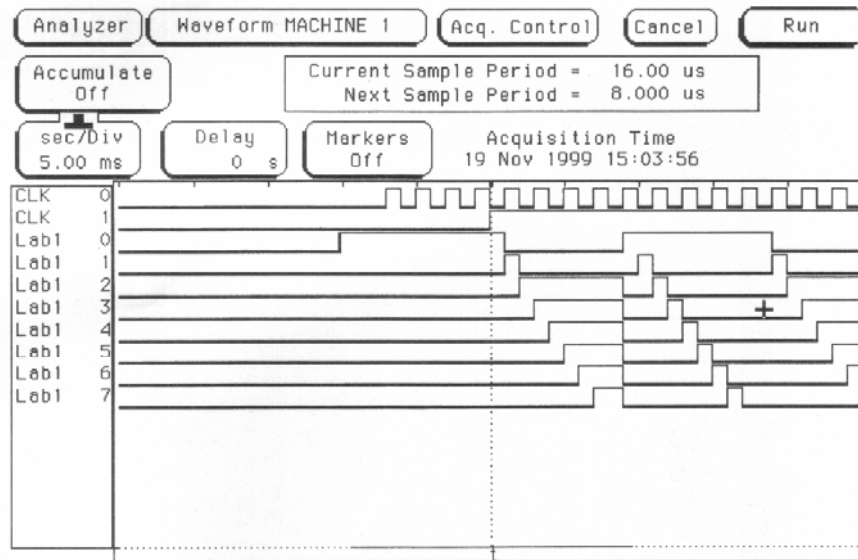 Analyzer Waveform MACHINE 1 Acq. Control Cancel Run
Accumulate Off
Current Sample Period = 16.00 us
Next Sample Period = 8.000 us
sec/Div 5.00 ms
Delay 0 s
Markers Off
Acquisition Time
19 Nov 1999 15:03:56
CLK 0
CLK 1
Lab1 0
Lab1 1
Lab1 2
Lab1 3
Lab1 4
Lab1 5
Lab1 6
Lab1 7